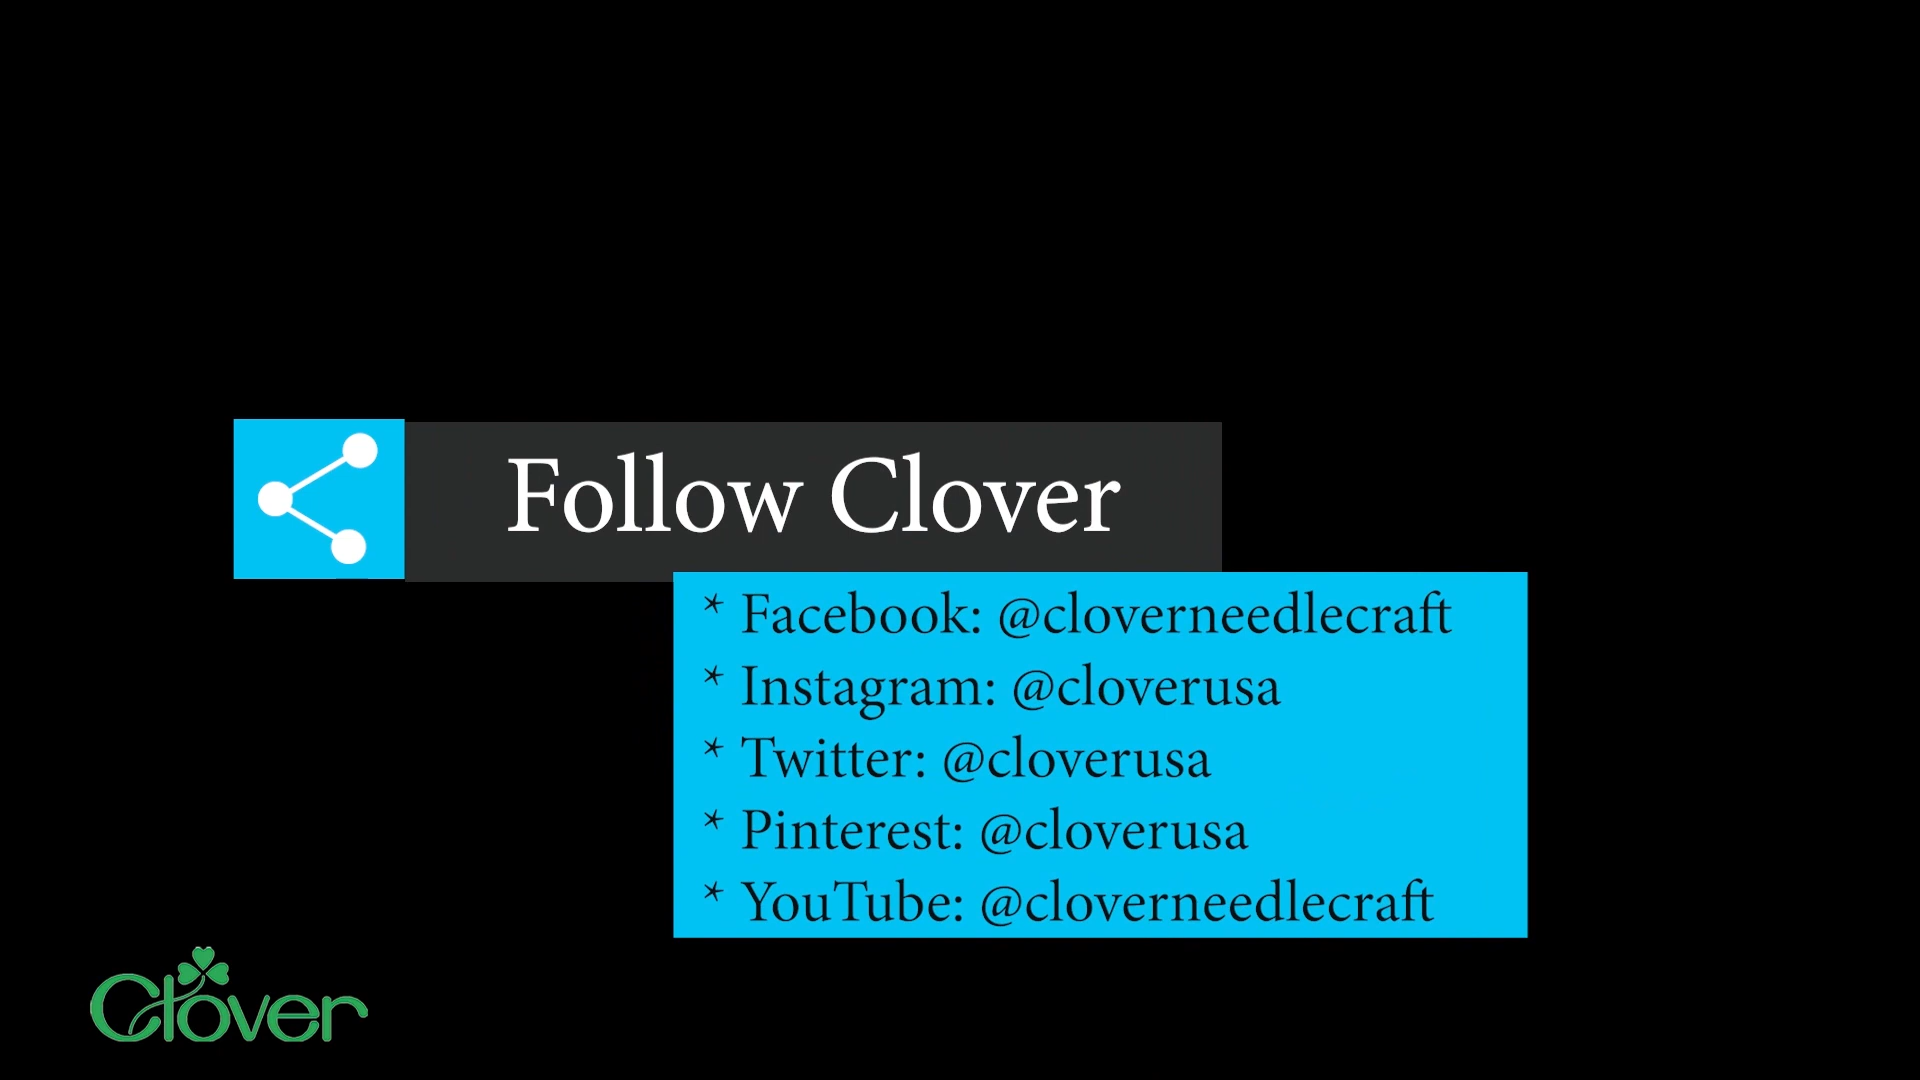 Follow Clover
* Facebook: @cloverneedlecraft
* Instagram: @cloverusa
* Twitter: @cloverusa
* Pinterest: @cloverusa
* YouTube: @cloverneedlecraft
Clover